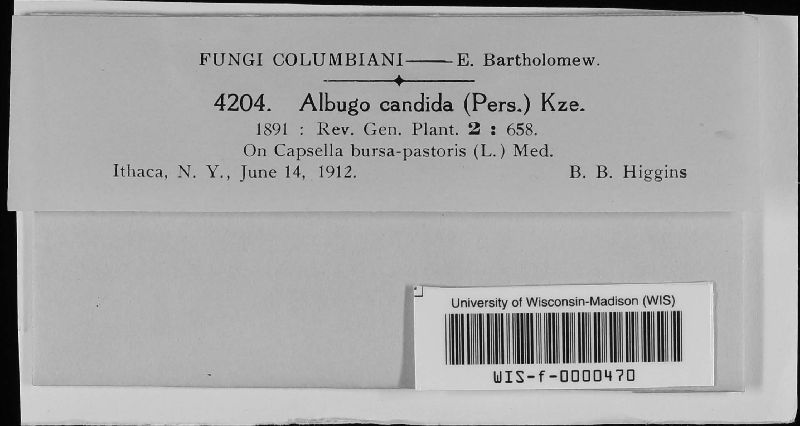 FUNGI COLUMBIANI—E. Bartholomew.
4204. Albugo candida (Pers.) Kze.
1891 : Rev. Gen. Plant. 2 : 658.
On Capsella bursa-pastoris (L.) Med.
Ithaca, N. Y., June 14, 1912. B. B. Higgins
University of Wisconsin-Madison (WIS)
WIS-f-0000470